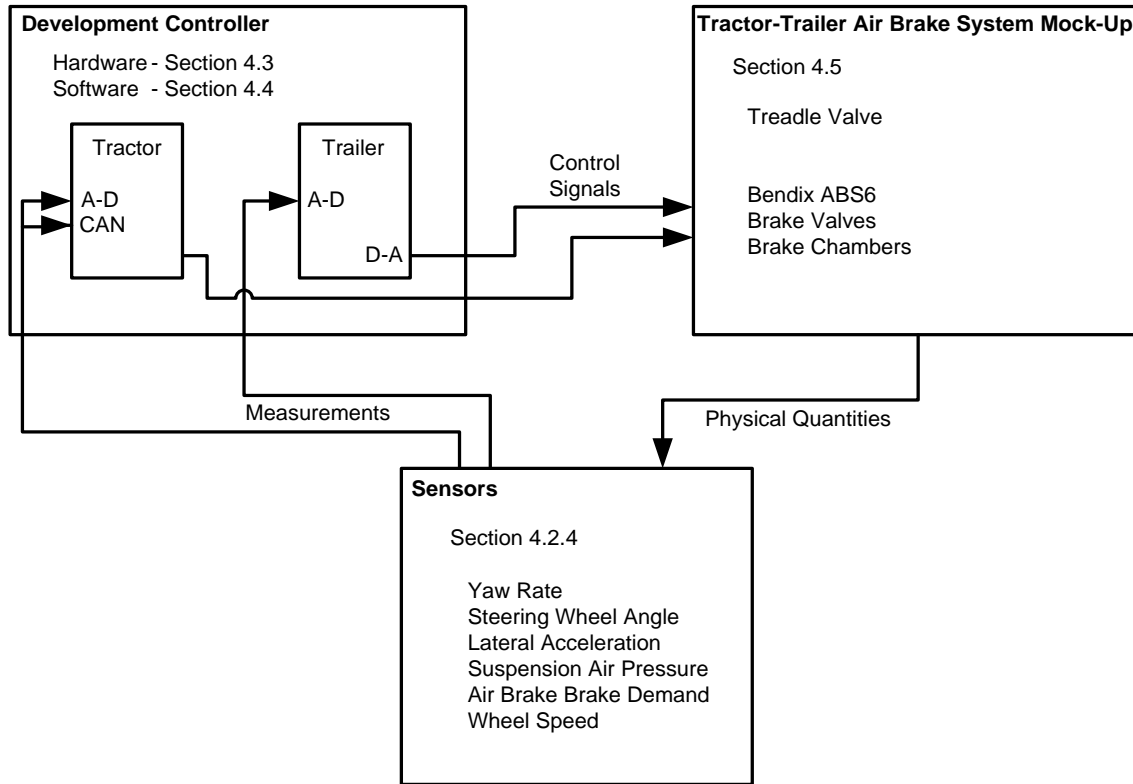 Development Controller
Hardware - Section 4.3
Software - Section 4.4
Tractor
A-D
CAN
Trailer
A-D
D-A
Control
Signals
Tractor-Trailer Air Brake System Mock-Up
Section 4.5
Treadle Valve
Bendix ABS6
Brake Valves
Brake Chambers
Measurements
Physical Quantities
Sensors
Section 4.2.4
Yaw Rate
Steering Wheel Angle
Lateral Acceleration
Suspension Air Pressure
Air Brake Brake Demand
Wheel Speed